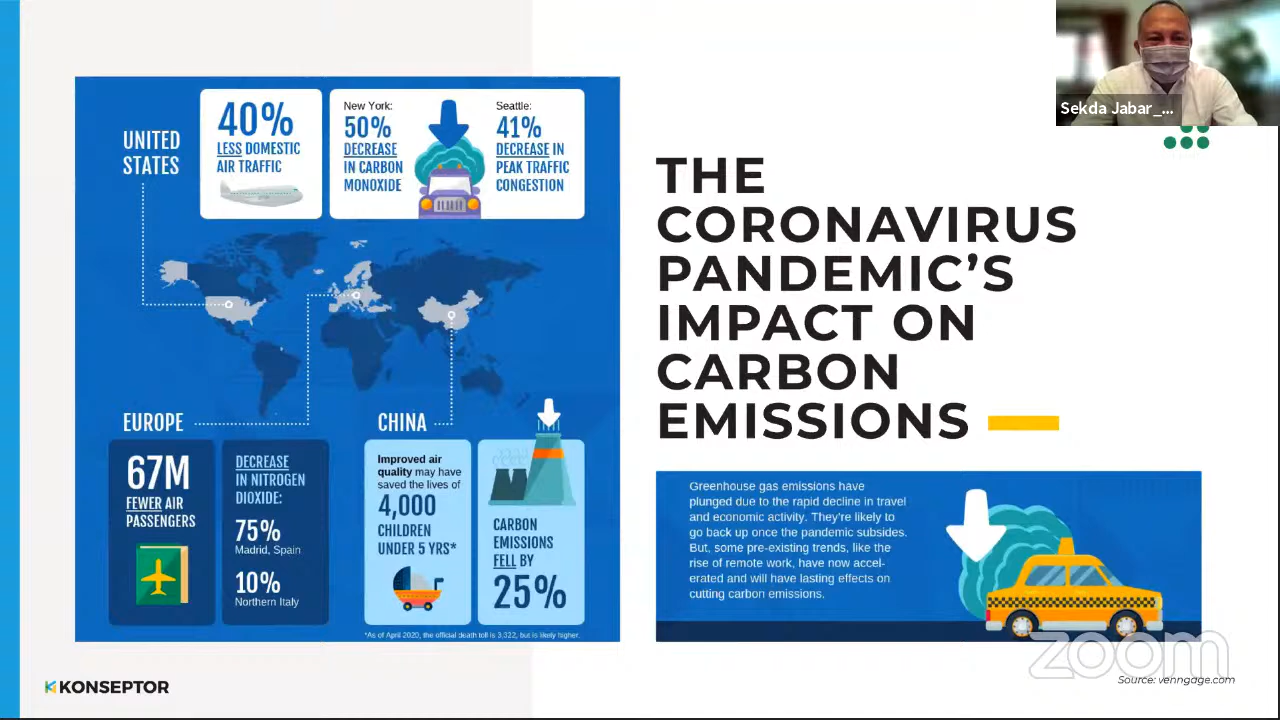 Sekda Jabar_...
UNITED
STATES
40%
LESS DOMESTIC
AIR TRAFFIC
New York:
50%
DECREASE
IN CARBON
MONOXIDE
Seattle:
41%
DECREASE IN
PEAK TRAFFIC
CONGESTION
EUROPE
67M
FEWER AIR
PASSENGERS
DECREASE
IN NITROGEN
DIOXIDE:
75%
Madrid, Spain
10%
Northern Italy
CHINA
Improved air
quality may have
saved the lives of
4,000
CHILDREN
UNDER 5 YRS*
CARBON
EMISSIONS
FELL BY
25%
*As of April 2020, the official death toll is 3,322, but is likely higher.
THE
CORONAVIRUS
PANDEMIC’S
IMPACT ON
CARBON
EMISSIONS
Greenhouse gas emissions have
plunged due to the rapid decline in travel
and economic activity. They're likely to
go back up once the pandemic subsides.
But, some pre-existing trends, like the
rise of remote work, have now accel-
erated and will have lasting effects on
cutting carbon emissions.
zoom
Source: venngage.com
KONSEPTOR